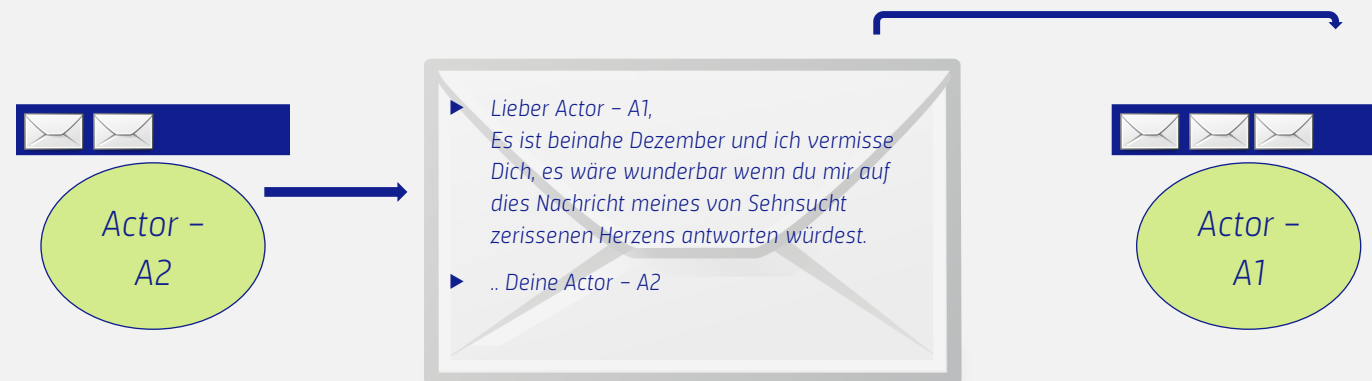 Lieber Actor – A1,
Es ist beinahe Dezember und ich vermisse
Dich, es wäre wunderbar wenn du mir auf
dies Nachricht meines von Sehnsucht
zerissenen Herzens antworten würdest.
.. Deine Actor – A2
Actor –
A2
Actor –
A1